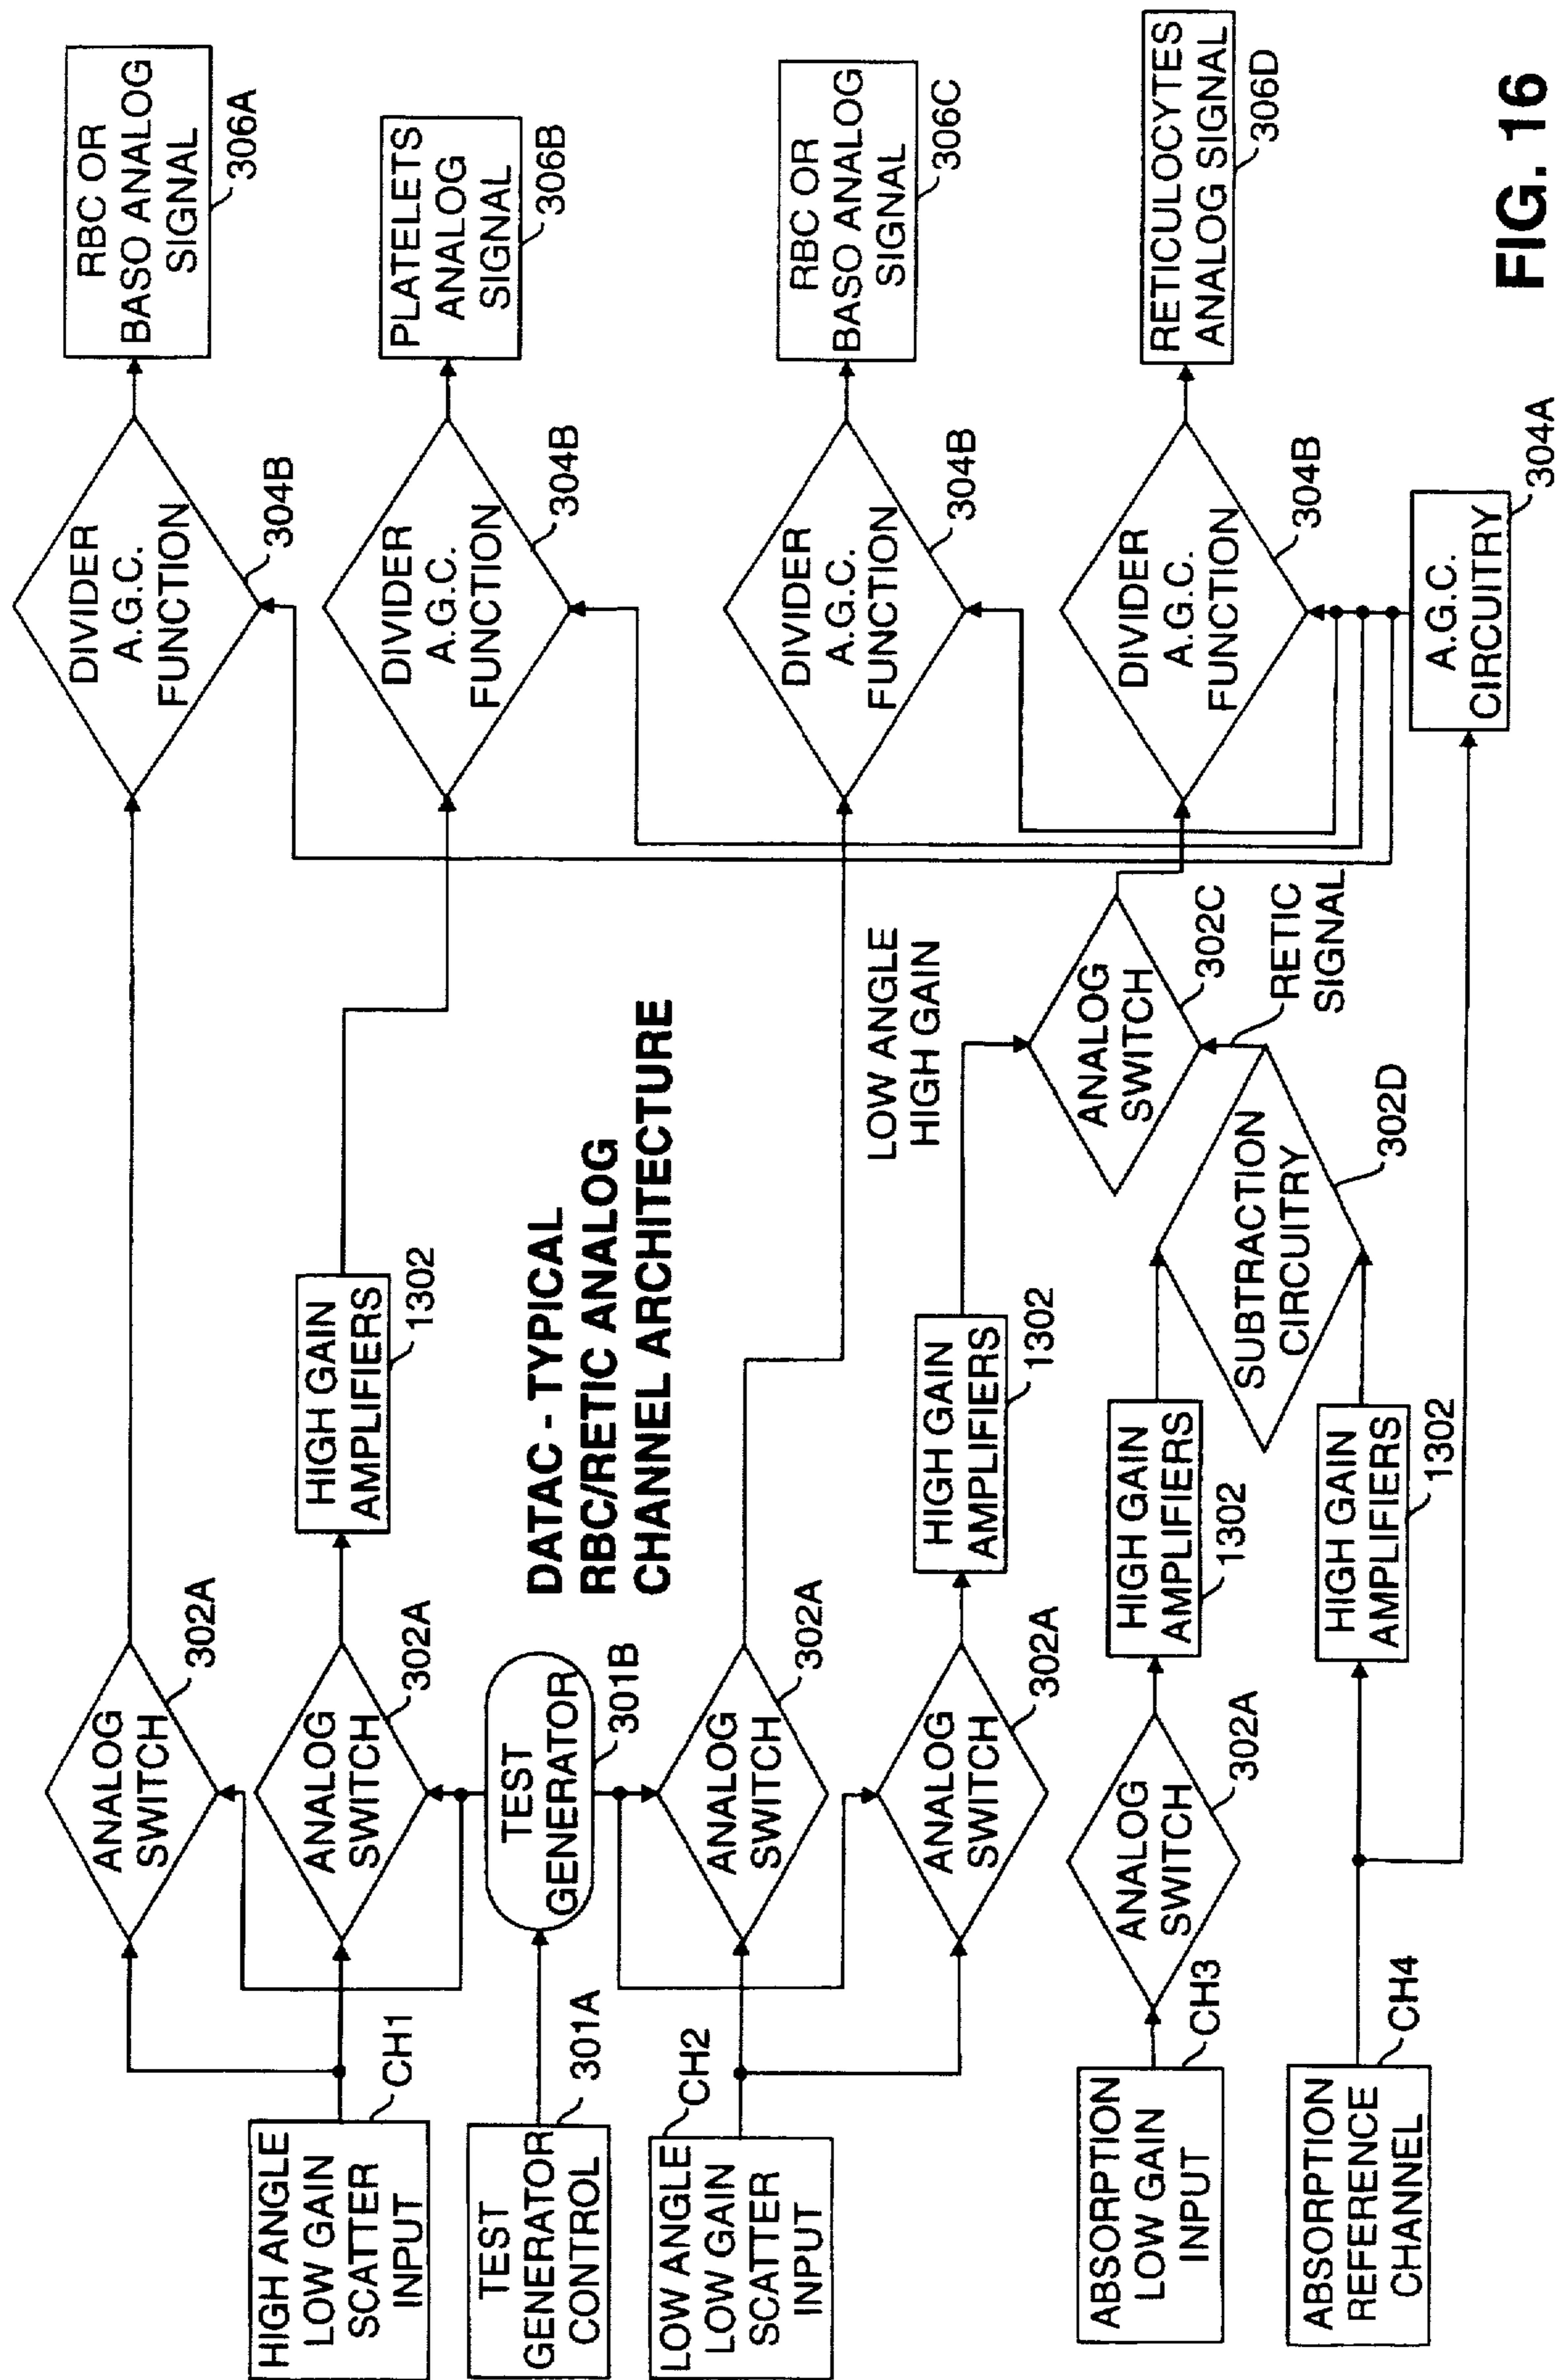 HIGH ANGLE
LOW GAIN
SCATTER
INPUT
CH1
ANALOG
SWITCH
302A
ANALOG
SWITCH
302A
HIGH GAIN
AMPLIFIERS
1302
DIVIDER
A.G.C.
FUNCTION
304B
RBC OR
BASO ANALOG
SIGNAL
306A
DIVIDER
A.G.C.
FUNCTION
304B
PLATELETS
ANALOG
SIGNAL
306B
TEST
GENERATOR
CONTROL
301A
TEST
GENERATOR
301B
DATAC - TYPICAL
RBC/RETIC ANALOG
CHANNEL ARCHITECTURE
LOW ANGLE
LOW GAIN
SCATTER
INPUT
CH2
ANALOG
SWITCH
302A
ANALOG
SWITCH
302A
HIGH GAIN
AMPLIFIERS
1302
LOW ANGLE
HIGH GAIN
DIVIDER
A.G.C.
FUNCTION
304B
RBC OR
BASO ANALOG
SIGNAL
306C
ABSORPTION
LOW GAIN
INPUT
CH3
ANALOG
SWITCH
302A
HIGH GAIN
AMPLIFIERS
1302
SUBTRACTION
CIRCUITRY
302D
ANALOG
SWITCH
302C
RETIC
SIGNAL
DIVIDER
A.G.C.
FUNCTION
304B
RETICULOCYTES
ANALOG SIGNAL
306D
ABSORPTION
REFERENCE
CHANNEL
CH4
HIGH GAIN
AMPLIFIERS
1302
A.G.C.
CIRCUITRY
304A
FIG. 16